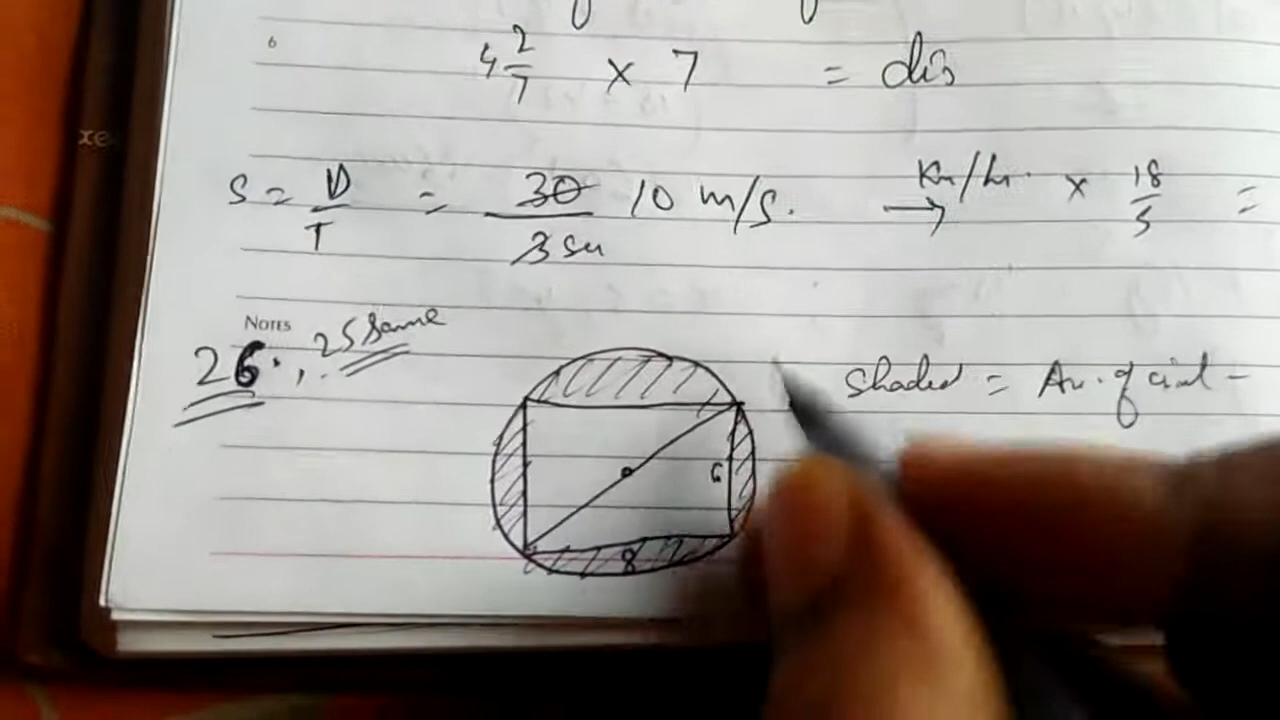 6
4 2/7 × 7 = dis
S = D/T = 30/3 sec 10 m/s. → Km/hr. × 18/5 =
NOTES
26., 25 Same
Shaded = Ar. of circl -
6
8